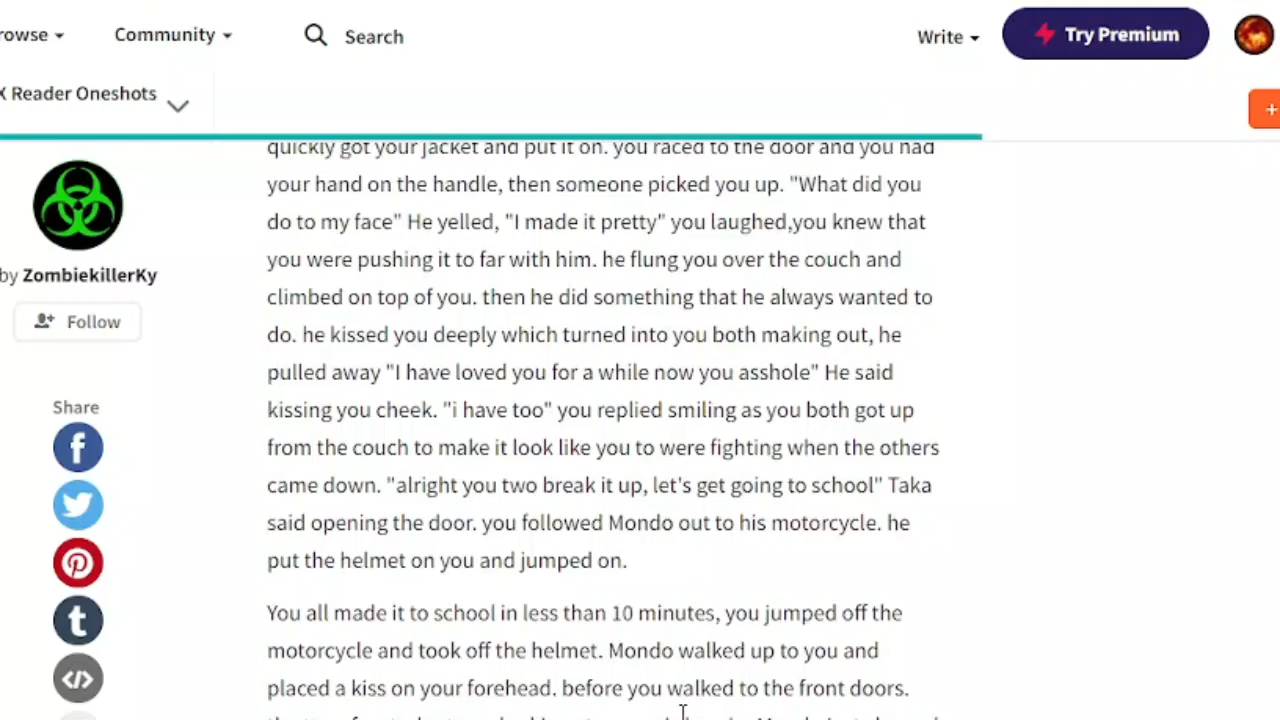 rowse
Community
Search
Write
Try Premium
X Reader Oneshots
+
by ZombiekillerKy
Follow
Share
quickly got your jacket and put it on. you raced to the door and you had
your hand on the handle, then someone picked you up. "What did you
do to my face" He yelled, "I made it pretty" you laughed,you knew that
you were pushing it to far with him. he flung you over the couch and
climbed on top of you. then he did something that he always wanted to
do. he kissed you deeply which turned into you both making out, he
pulled away "I have loved you for a while now you asshole" He said
kissing you cheek. "i have too" you replied smiling as you both got up
from the couch to make it look like you to were fighting when the others
came down. "alright you two break it up, let's get going to school" Taka
said opening the door. you followed Mondo out to his motorcycle. he
put the helmet on you and jumped on.
You all made it to school in less than 10 minutes, you jumped off the
motorcycle and took off the helmet. Mondo walked up to you and
placed a kiss on your forehead. before you walked to the front doors.